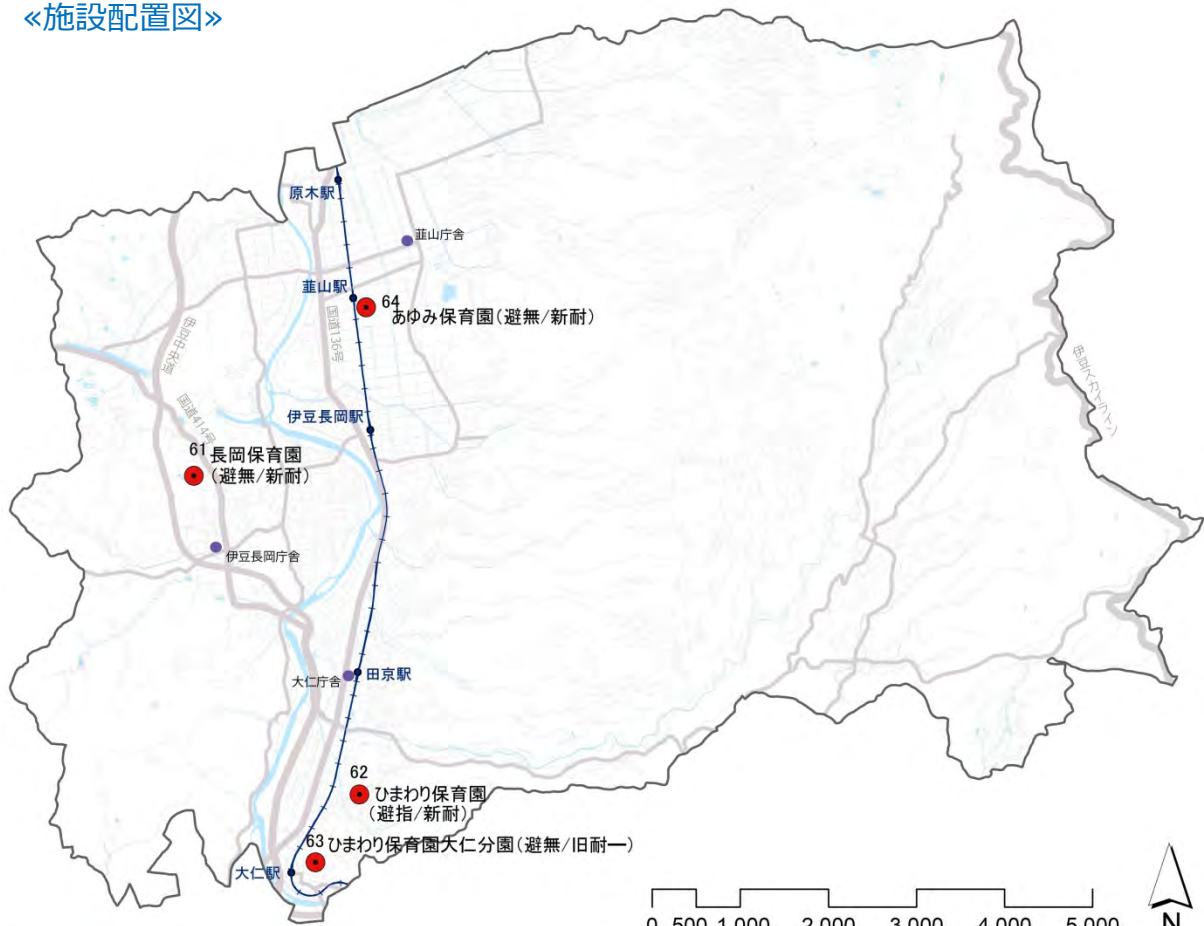 ≪施設配置図≫
原木駅
韮山庁舎
韮山駅
64
あゆみ保育園(避無/新耐)
国道136号
伊豆中央道
伊豆スカイライン
伊豆長岡駅
国道414号
61 長岡保育園
(避無/新耐)
伊豆長岡庁舎
大仁庁舎
田京駅
62
ひまわり保育園
(避指/新耐)
63 ひまわり保育園大仁分園(避無/旧耐ー)
大仁駅
0 500 1,000 2,000 3,000 4,000 5,000
N